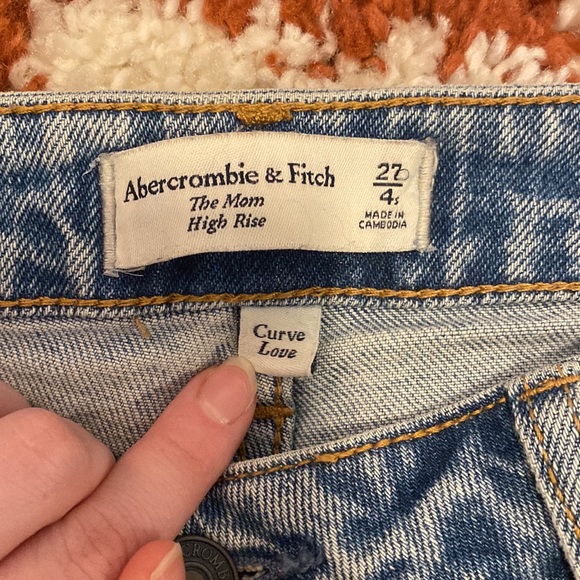 Abercrombie & Fitch
The Mom
High Rise
27
4s
MADE IN
CAMBODIA
Curve
Love